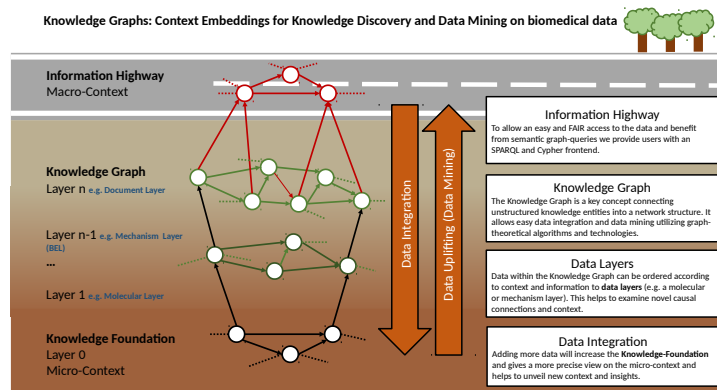 Knowledge Graphs: Context Embeddings for Knowledge Discovery and Data Mining on biomedical data
Information Highway
Macro-Context
Knowledge Graph
Layer n e.g. Document Layer
Layer n-1 e.g. Mechanism Layer
(BEL)
...
Layer 1 e.g. Molecular Layer
Knowledge Foundation
Layer 0
Micro-Context
Data Integration
Data Uplifting (Data Mining)
Information Highway
To allow an easy and FAIR access to the data and benefit
from semantic graph-queries we provide users with an
SPARQL and Cypher frontend.
Knowledge Graph
The Knowledge Graph is a key concept connecting
unstructured knowledge entities into a network structure. It
allows easy data integration and data mining utilizing graph-
theoretical algorithms and technologies.
Data Layers
Data within the Knowledge Graph can be ordered according
to context and information to data layers (e.g. a molecular
or mechanism layer). This helps to examine novel causal
connections and context.
Data Integration
Adding more data will increase the Knowledge-Foundation
and gives a more precise view on the micro-context and
helps to unveil new context and insights.